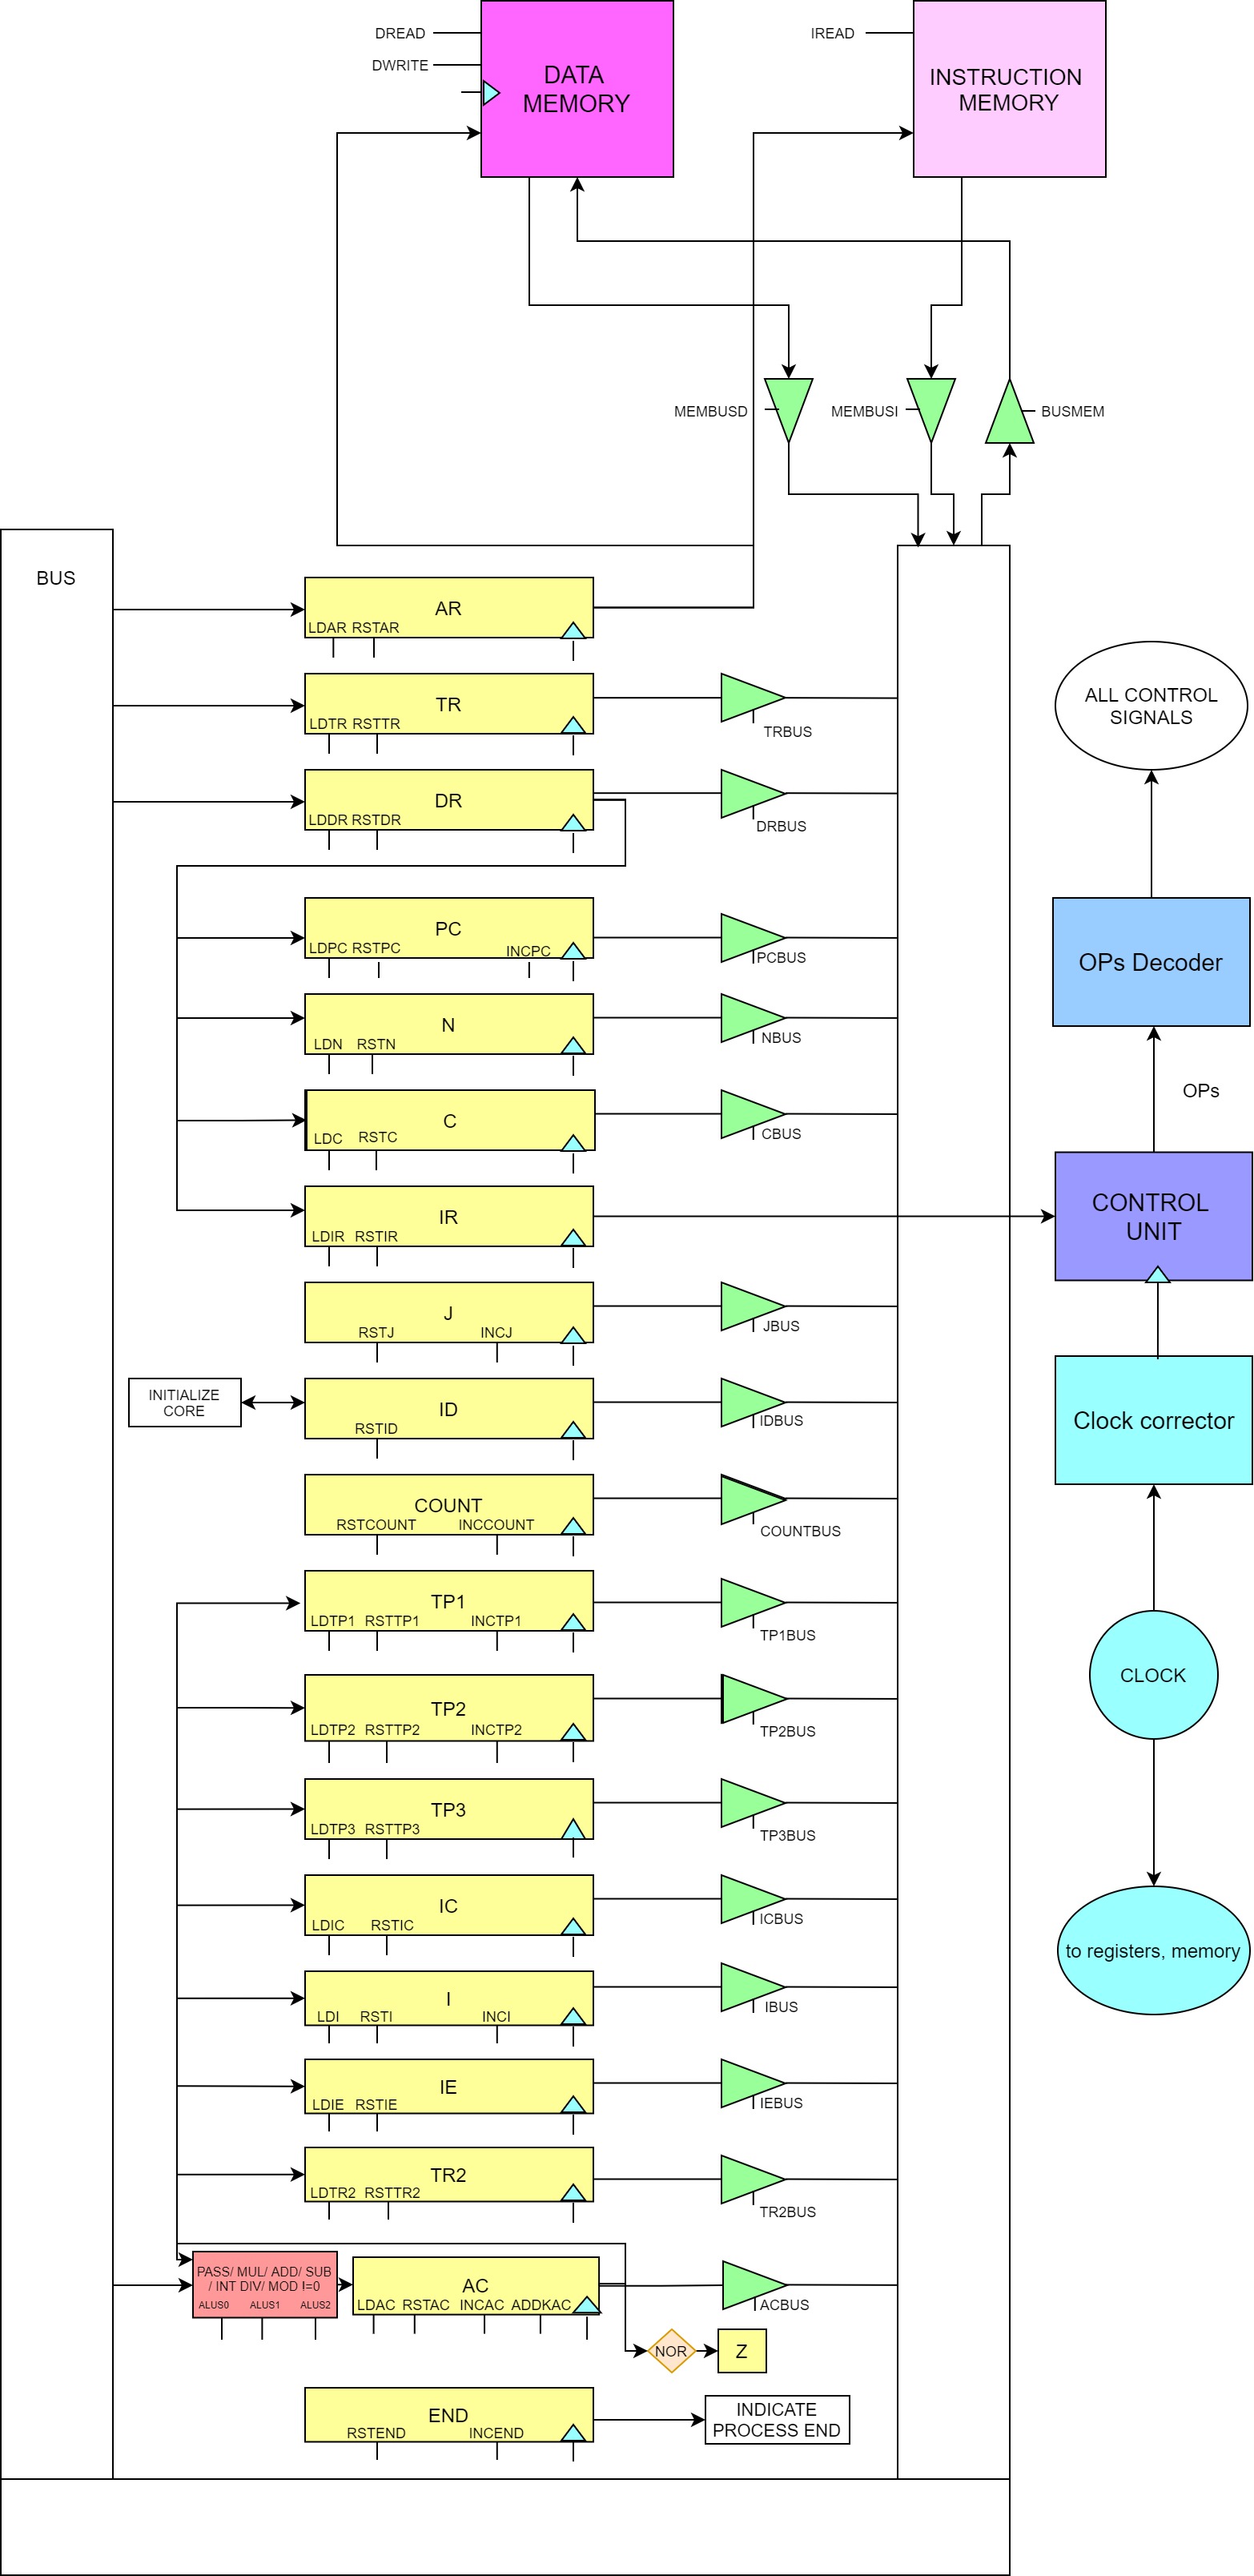 DREAD
DWRITE
DATA
MEMORY
IREAD
INSTRUCTION
MEMORY
MEMBUSD
MEMBUSI
BUSMEM
BUS
AR
LDAR RSTAR
TR
LDTR RSTTR
TRBUS
DR
LDDR RSTDR
DRBUS
PC
LDPC RSTPC
INCPC
PCBUS
N
LDN RSTN
NBUS
C
LDC RSTC
CBUS
IR
LDIR RSTIR
J
RSTJ INCJ
JBUS
INITIALIZE
CORE
ID
RSTID
IDBUS
COUNT
RSTCOUNT INCCOUNT
COUNTBUS
TP1
LDTP1 RSTTP1 INCTP1
TP1BUS
TP2
LDTP2 RSTTP2 INCTP2
TP2BUS
TP3
LDTP3 RSTTP3
TP3BUS
IC
LDIC RSTIC
ICBUS
I
LDI RSTI INCI
IBUS
IE
LDIE RSTIE
IEBUS
TR2
LDTR2 RSTTR2
TR2BUS
PASS/ MUL/ ADD/ SUB
/ INT DIV/ MOD !=0
ALUS0 ALUS1 ALUS2
AC
LDAC RSTAC INCAC ADDKAC
ACBUS
NOR
Z
END
RSTEND INCEND
INDICATE
PROCESS END
ALL CONTROL
SIGNALS
OPs Decoder
OPs
CONTROL
UNIT
Clock corrector
CLOCK
to registers, memory